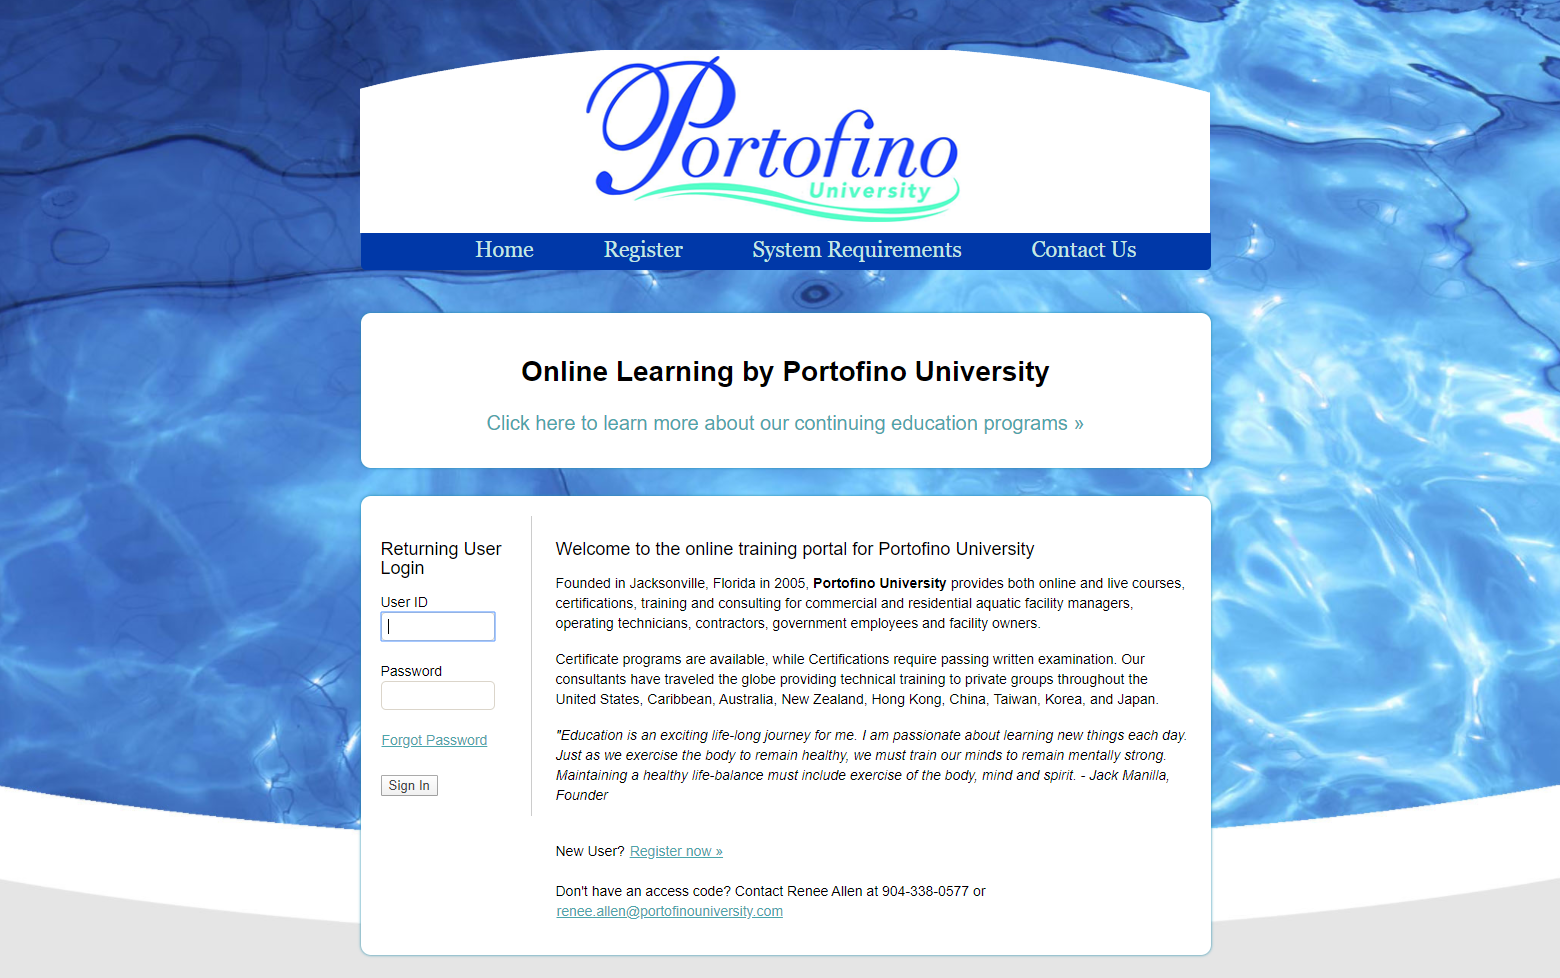 Portofino
University
Home Register System Requirements Contact Us
Online Learning by Portofino University
Click here to learn more about our continuing education programs »
Returning User
Login
User ID
Password
Forgot Password
Sign In
Welcome to the online training portal for Portofino University
Founded in Jacksonville, Florida in 2005, Portofino University provides both online and live courses,
certifications, training and consulting for commercial and residential aquatic facility managers,
operating technicians, contractors, government employees and facility owners.
Certificate programs are available, while Certifications require passing written examination. Our
consultants have traveled the globe providing technical training to private groups throughout the
United States, Caribbean, Australia, New Zealand, Hong Kong, China, Taiwan, Korea, and Japan.
"Education is an exciting life-long journey for me. I am passionate about learning new things each day.
Just as we exercise the body to remain healthy, we must train our minds to remain mentally strong.
Maintaining a healthy life-balance must include exercise of the body, mind and spirit. - Jack Manilla,
Founder
New User? Register now »
Don't have an access code? Contact Renee Allen at 904-338-0577 or
renee.allen@portofinouniversity.com